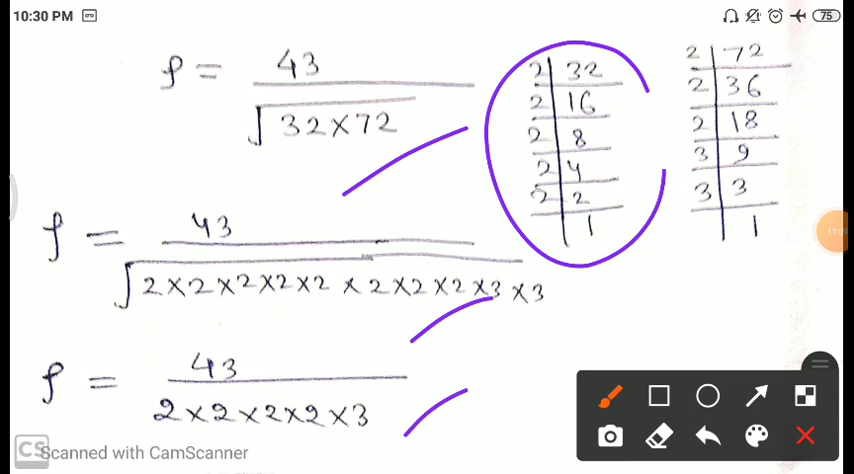 10:30 PM
75
ρ = 43
√32×72
2 | 32
2 | 16
2 | 8
2 | 4
2 | 2
1
2 | 72
2 | 36
2 | 18
3 | 9
3 | 3
1
ρ = 43
√2×2×2×2×2 × 2×2×2×3×3
ρ = 43
2×2×2×2×3
CS Scanned with CamScanner